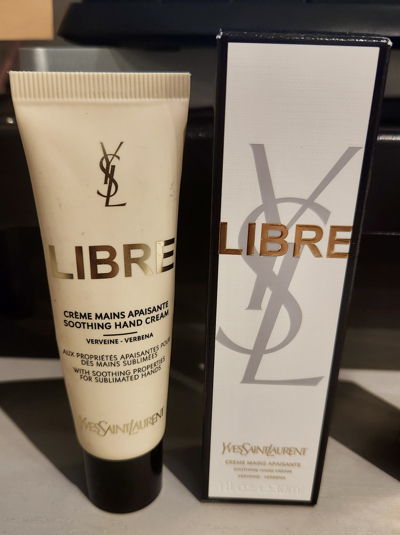 YSL
LIBRE
CRÈME MAINS APAISANTE
SOOTHING HAND CREAM
VERVEINE - VERBENA
AUX PROPRIÉTÉS APAISANTES POUR
DES MAINS SUBLIMÉES
WITH SOOTHING PROPERTIES
FOR SUBLIMATED HANDS
YVESSAINTLAURENT
YSL
LIBRE
YVESSAINTLAURENT
CRÈME MAINS APAISANTE
SOOTHING HAND CREAM
VERVEINE - VERBENA